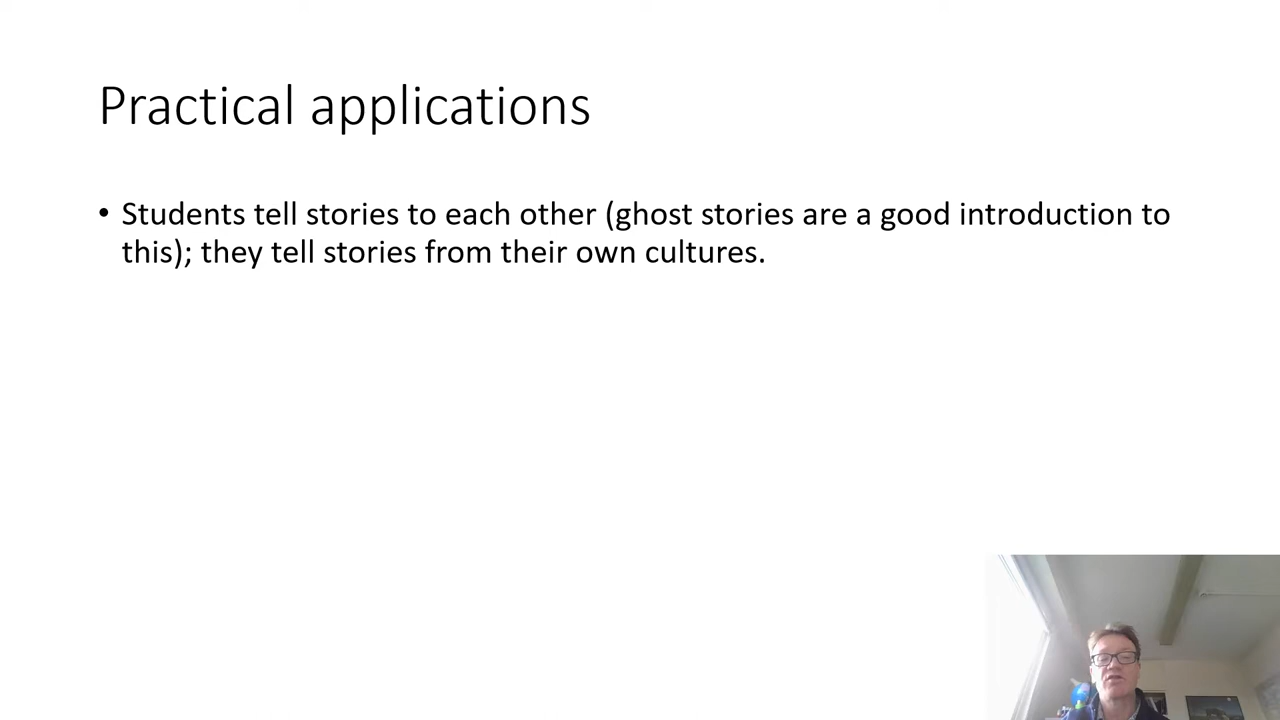 Practical applications
• Students tell stories to each other (ghost stories are a good introduction to
this); they tell stories from their own cultures.